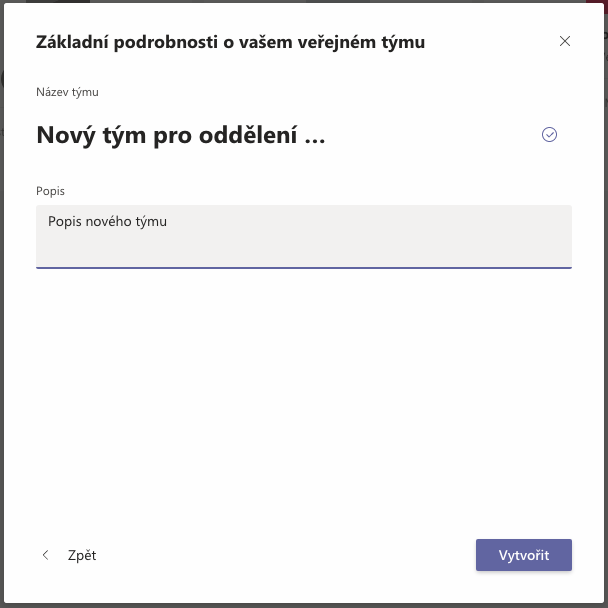 Základní podrobnosti o vašem veřejném týmu
Název týmu
Nový tým pro oddělení ...
Popis
Popis nového týmu
Zpět
Vytvořit